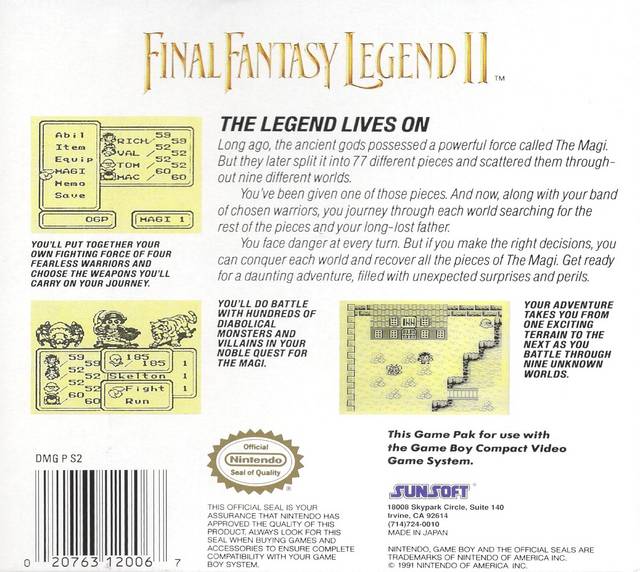 FINAL FANTASY LEGEND II ™
THE LEGEND LIVES ON
Long ago, the ancient gods possessed a powerful force called The Magi.
But they later split it into 77 different pieces and scattered them through-
out nine different worlds.
You've been given one of those pieces. And now, along with your band
of chosen warriors, you journey through each world searching for the
rest of the pieces and your long-lost father.
You face danger at every turn. But if you make the right decisions, you
can conquer each world and recover all the pieces of The Magi. Get ready
for a daunting adventure, filled with unexpected surprises and perils.
Abil
Item
Equip
MAGI
Memo
Save
RICH/ 59
59
VAL / 52
52
TOM / 52
52
MAC / 60
60
0GP
MAGI 1
YOU'LL PUT TOGETHER YOUR
OWN FIGHTING FORCE OF FOUR
FEARLESS WARRIORS AND
CHOOSE THE WEAPONS YOU'LL
CARRY ON YOUR JOURNEY.
59
59
52
52
52
52
60
60
185
185
1
Skelton 1
Fight 1
Run
YOU'LL DO BATTLE
WITH HUNDREDS OF
DIABOLICAL
MONSTERS AND
VILLAINS IN YOUR
NOBLE QUEST FOR
THE MAGI.
INN
YOUR ADVENTURE
TAKES YOU FROM
ONE EXCITING
TERRAIN TO THE
NEXT AS YOU
BATTLE THROUGH
NINE UNKNOWN
WORLDS.
DMG P S2
0 20763 12006 7
Official
Nintendo
Seal of Quality
®
THIS OFFICIAL SEAL IS YOUR
ASSURANCE THAT NINTENDO HAS
APPROVED THE QUALITY OF THIS
PRODUCT. ALWAYS LOOK FOR THIS
SEAL WHEN BUYING GAMES AND
ACCESSORIES TO ENSURE COMPLETE
COMPATIBILITY WITH YOUR GAME
BOY SYSTEM.
This Game Pak for use with
the Game Boy Compact Video
Game System.
SUNSOFT®
18008 Skypark Circle, Suite 140
Irvine, CA 92614
(714)724-0010
MADE IN JAPAN
NINTENDO, GAME BOY AND THE OFFICIAL SEALS ARE
TRADEMARKS OF NINTENDO OF AMERICA INC.
© 1991 NINTENDO OF AMERICA INC.